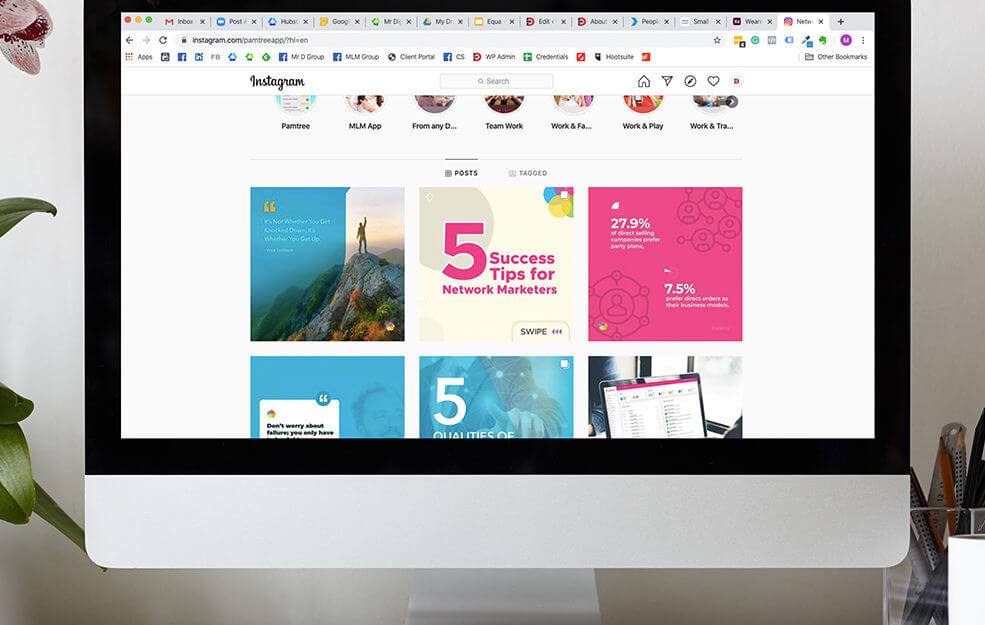 Inbox
Post A
Hubst
Googl
Mr Dig
My Dr
Equa
Edit
About
People
Small
Weare
Netw
instagram.com/pamtreeapp/?hl=en
M
Apps
FB
Mr D Group
MLM Group
Client Portal
CS
WP Admin
Credentials
Hootsuite
Other Bookmarks
Instagram
Search
Pamtree
MLM App
From any D...
Team Work
Work & Fa...
Work & Play
Work & Tra...
POSTS
TAGGED
It's Not Whether You Get
Knocked Down, It's
Whether You Get Up.
5 Success
Tips for
Network Marketers
SWIPE
27.9%
of direct selling
companies prefer
party plans,
7.5%
prefer direct orders as
their business models.
Don't worry about
failure; you only have
5
QUALITIES OF